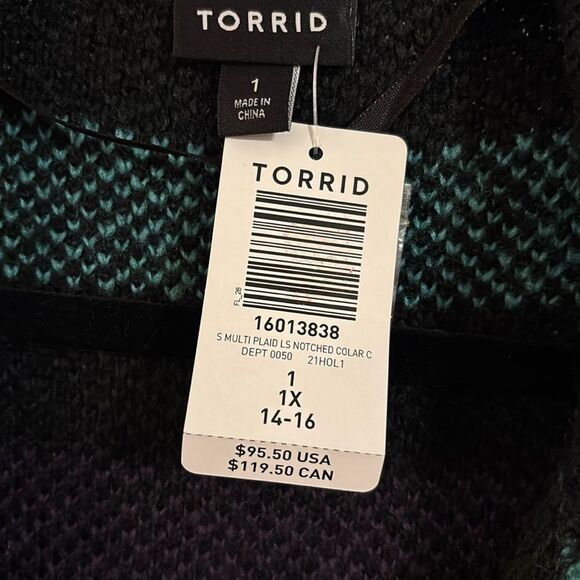 TORRID
1
MADE IN
CHINA
TORRID
FL_28
16013838
S MULTI PLAID LS NOTCHED COLAR C
DEPT 0050 21HOL1
1
1X
14-16
$95.50 USA
$119.50 CAN